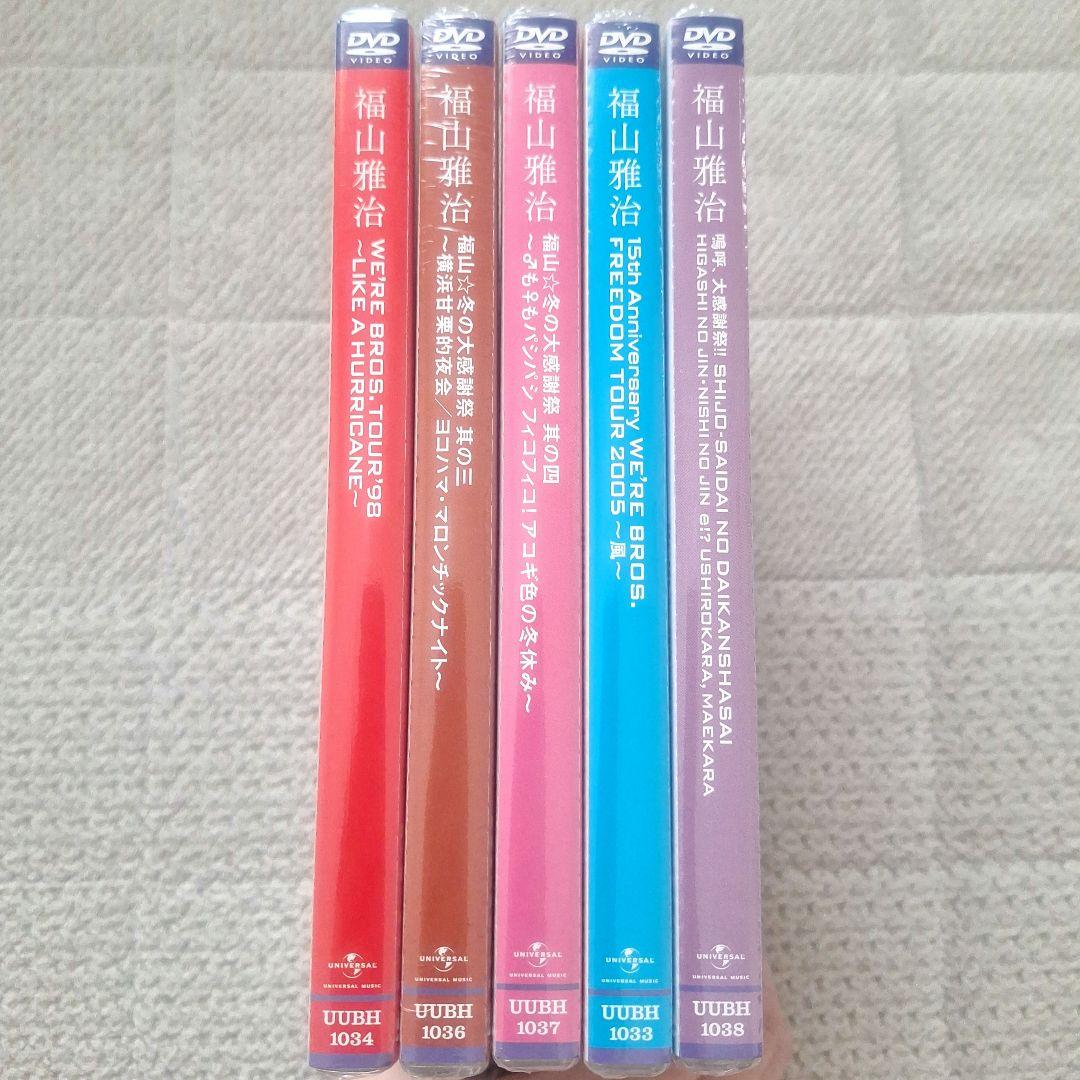 DVD
VIDEO
福山雅治
WE'RE BROS. TOUR'98
～LIKE A HURRICANE～
UNIVERSAL
UNIVERSAL MUSIC
UUBH
1034
DVD
VIDEO
福山雅治
福山☆冬の大感謝祭 其の三
～横浜甘栗的夜会／ヨコハマ・マロンチックナイト～
UNIVERSAL
UNIVERSAL MUSIC
UUBH
1036
DVD
VIDEO
福山雅治
福山☆冬の大感謝祭 其の四
～♂も♀もパシパシ フィコフィコ！アコギ色の冬休み～
UNIVERSAL
UNIVERSAL MUSIC
UUBH
1037
DVD
VIDEO
福山雅治
15th Anniversary WE'RE BROS.
FREEDOM TOUR 2005 ～風～
UNIVERSAL
UNIVERSAL MUSIC
UUBH
1033
DVD
VIDEO
福山雅治
嗚呼、大感謝祭!! SHIJO-SAIDAI NO DAIKANSHASAI
HIGASHI NO JIN・NISHI NO JIN e!? USHIROKARA, MAEKARA
UNIVERSAL
UNIVERSAL MUSIC
UUBH
1038